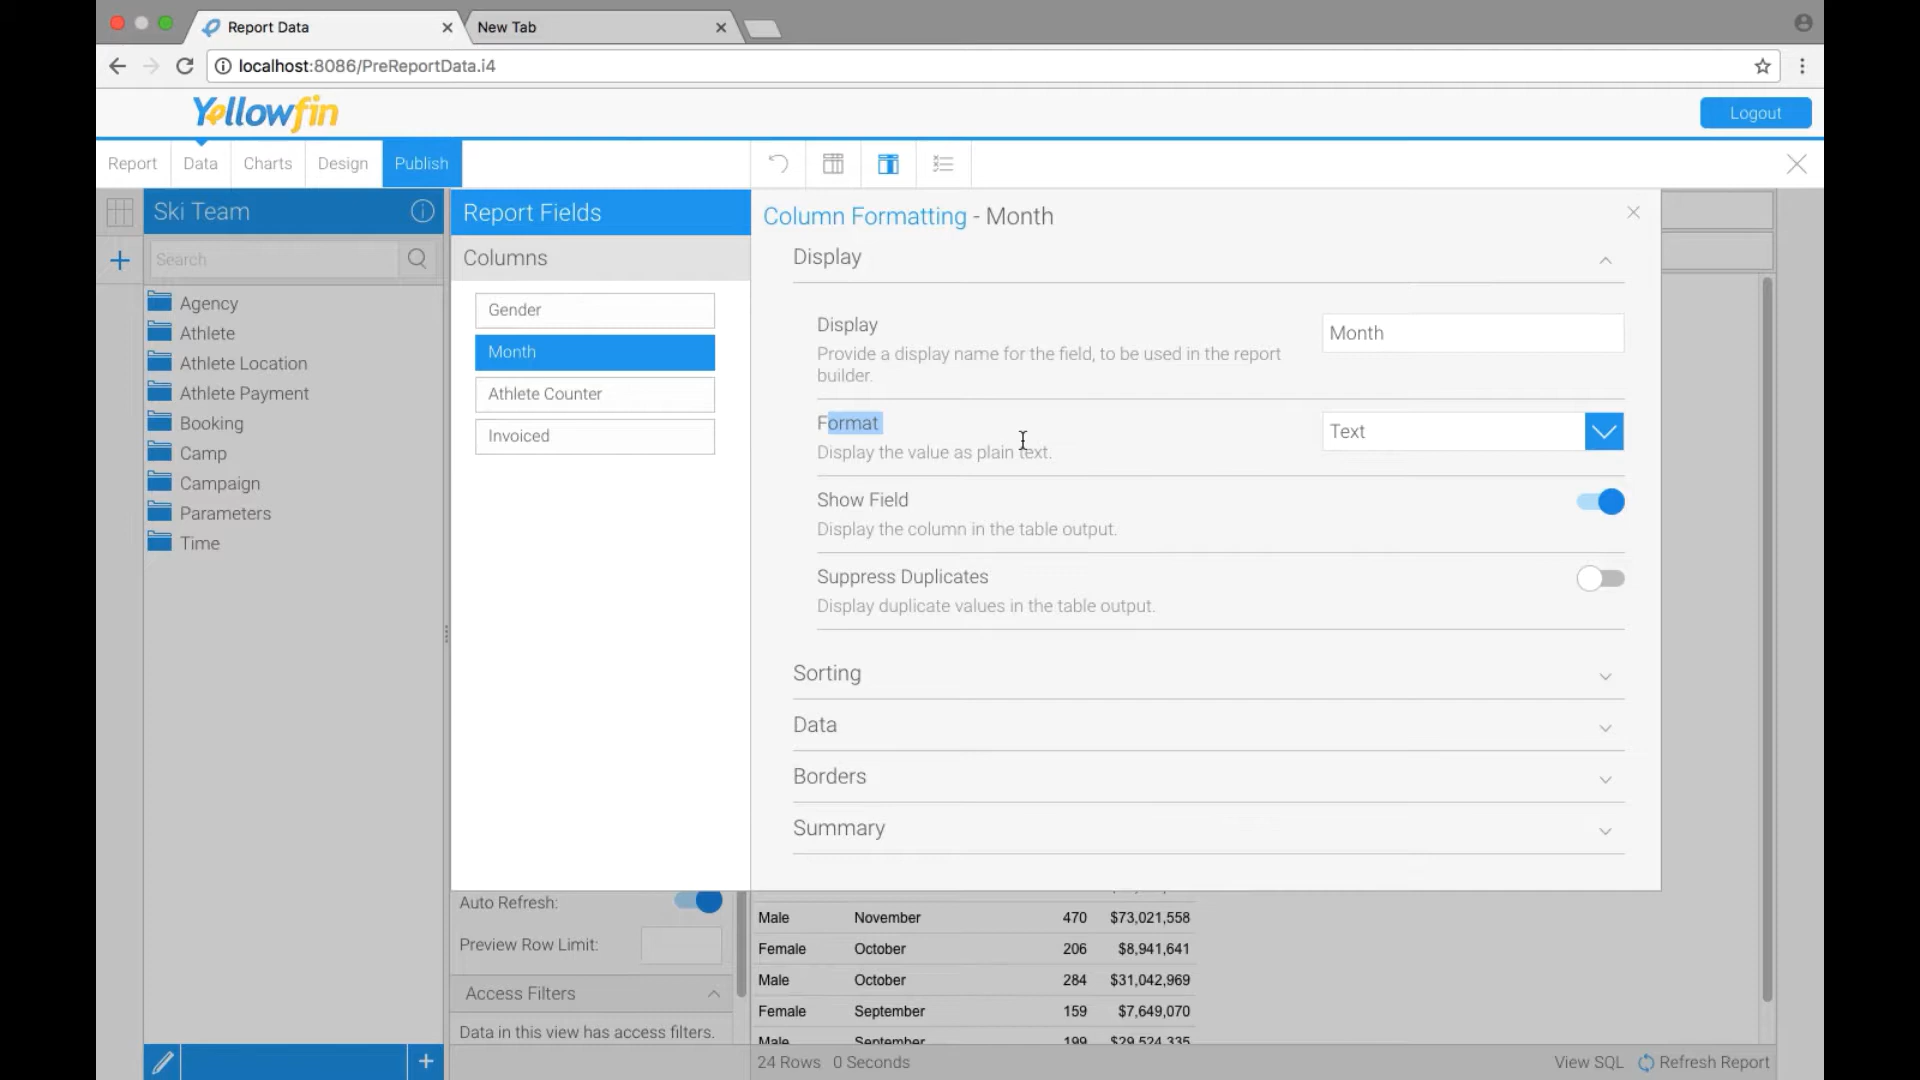 Report Data
New Tab
localhost:8086/PreReportData.i4
Yellowfin
Logout
Report
Data
Charts
Design
Publish
Ski Team
Search
Agency
Athlete
Athlete Location
Athlete Payment
Booking
Camp
Campaign
Parameters
Time
Report Fields
Columns
Gender
Month
Athlete Counter
Invoiced
Column Formatting - Month
Display
Display
Provide a display name for the field, to be used in the report
builder.
Month
Format
Display the value as plain text.
Text
Show Field
Display the column in the table output.
Suppress Duplicates
Display duplicate values in the table output.
Sorting
Data
Borders
Summary
Auto Refresh:
Preview Row Limit:
Access Filters
Data in this view has access filters.
Male November 470 $73,021,558
Female October 206 $8,941,641
Male October 284 $31,042,969
Female September 159 $7,649,070
Male September 199 $29,524,335
24 Rows 0 Seconds
View SQL
Refresh Report